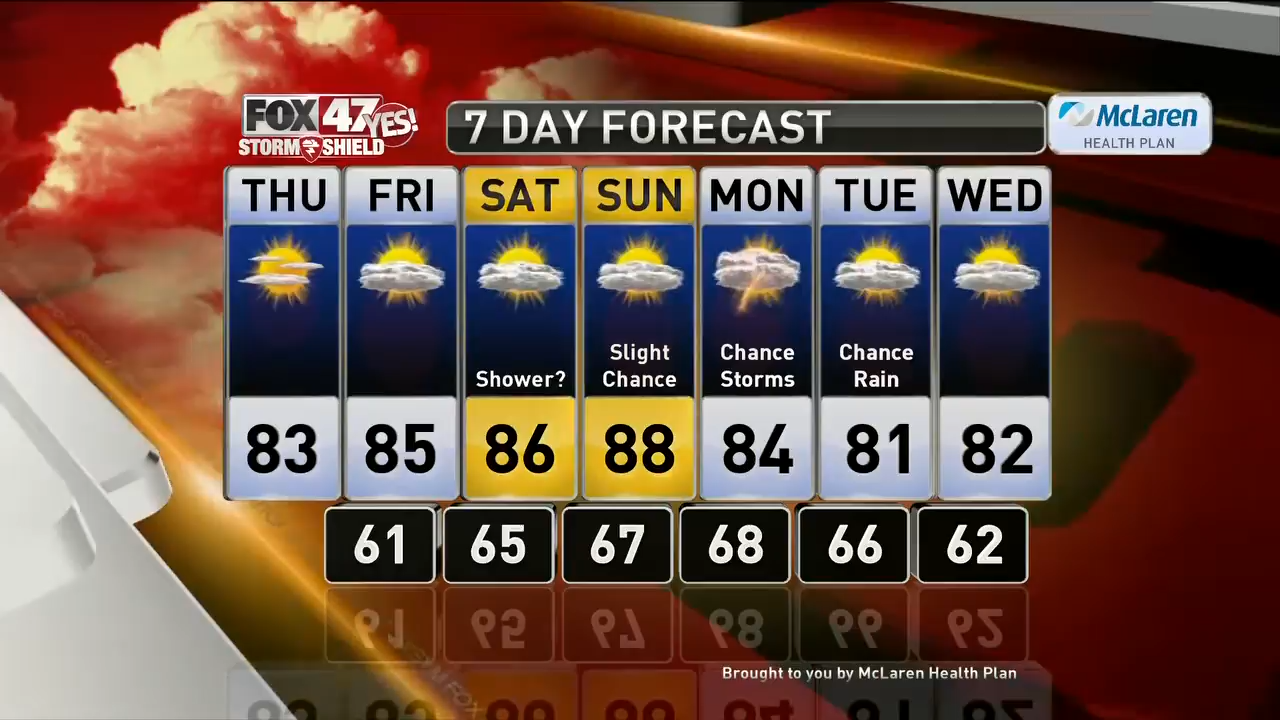 FOX 47 YES!
STORM SHIELD
7 DAY FORECAST
McLaren
HEALTH PLAN
THU FRI SAT SUN MON TUE WED
Shower?
Slight
Chance
Chance
Storms
Chance
Rain
83 85 86 88 84 81 82
61 65 67 68 66 62
Brought to you by McLaren Health Plan